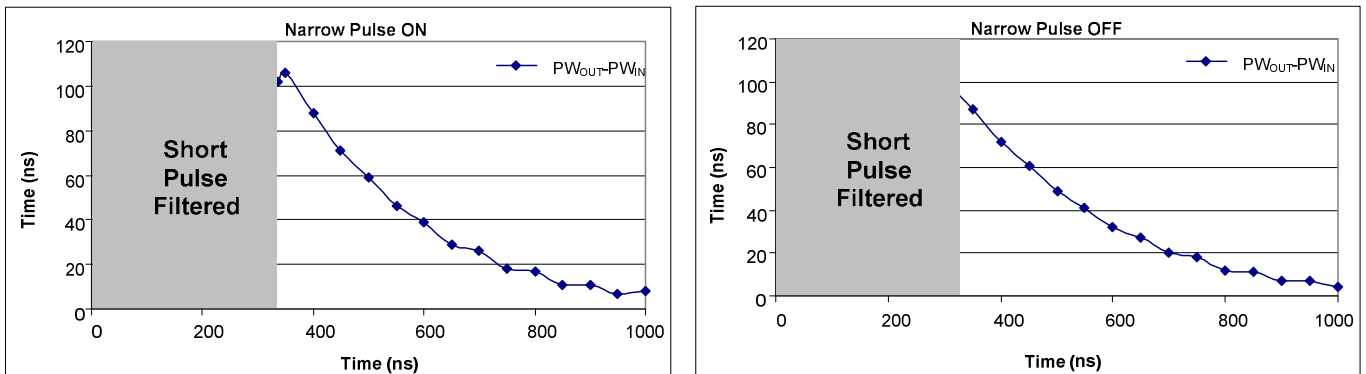 Narrow Pulse ON
120
100
80
60
40
20
0
Time (ns)
Short
Pulse
Filtered
PWOUT-PWIN
0 200 400 600 800 1000
Time (ns)
Narrow Pulse OFF
120
100
80
60
40
20
0
Time (ns)
Short
Pulse
Filtered
PWOUT-PWIN
0 200 400 600 800 1000
Time (ns)